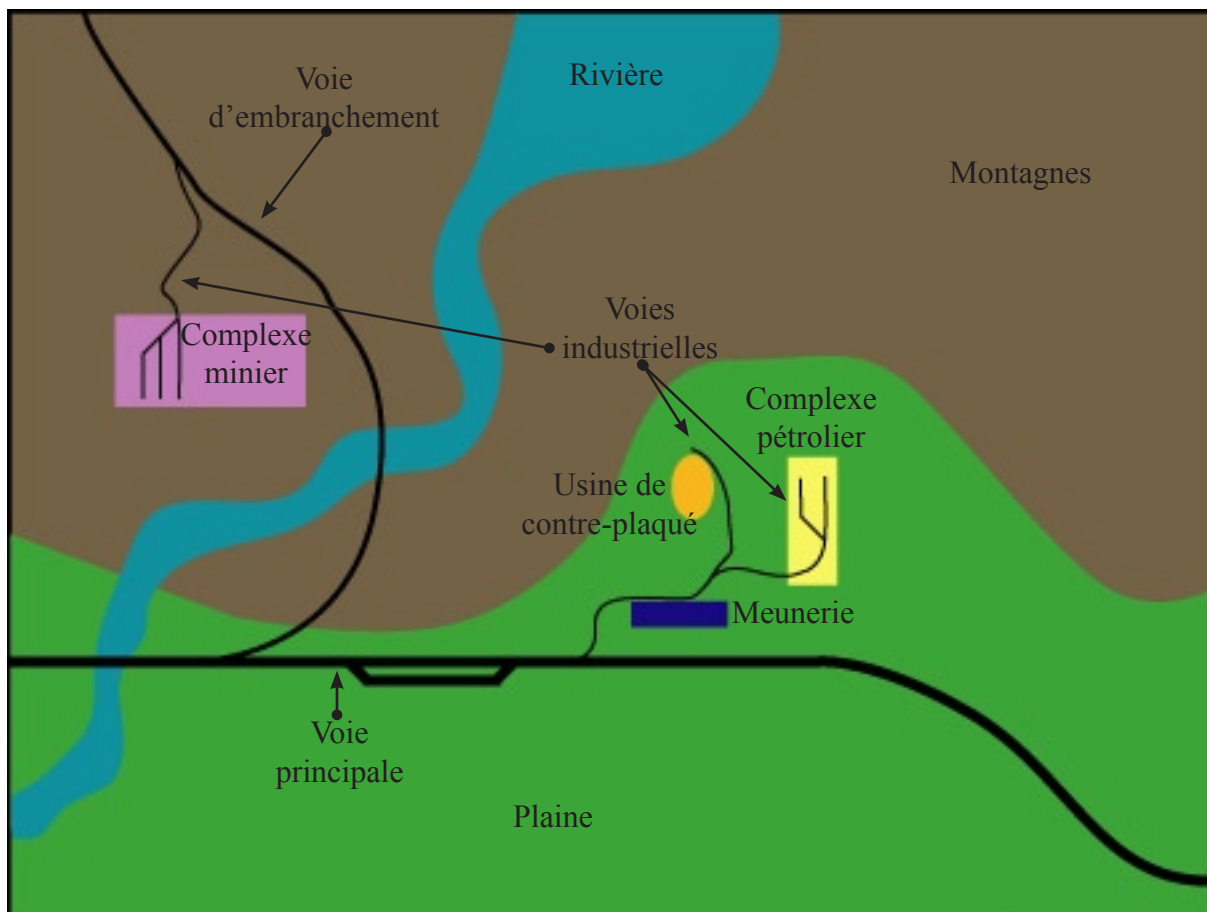 Voie
d’embranchement
Rivière
Montagnes
Voies
industrielles
Complexe
minier
Complexe
pétrolier
Usine de
contre-plaqué
Meunerie
Voie
principale
Plaine